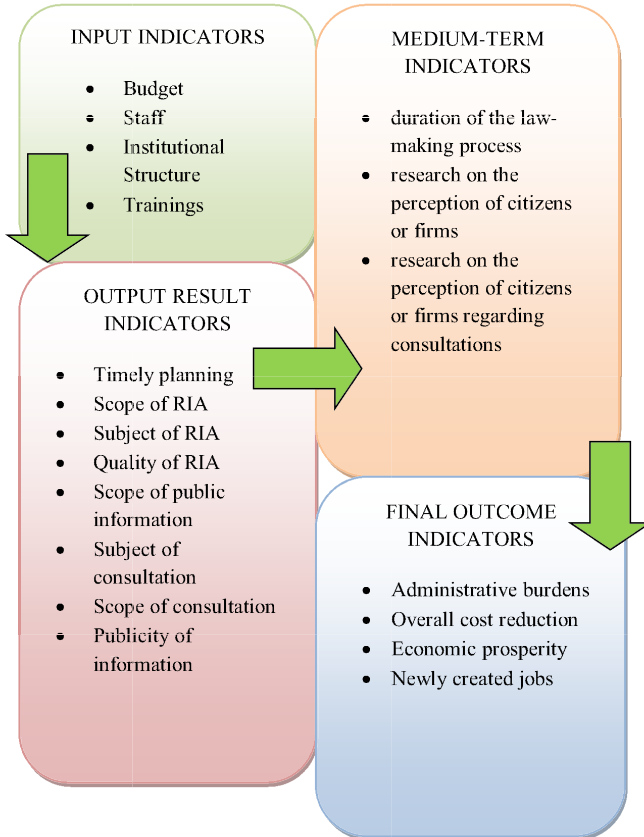 INPUT INDICATORS
• Budget
• Staff
• Institutional
Structure
• Trainings
OUTPUT RESULT
INDICATORS
• Timely planning
• Scope of RIA
• Subject of RIA
• Quality of RIA
• Scope of public
information
• Subject of
consultation
• Scope of consultation
• Publicity of
information
MEDIUM-TERM
INDICATORS
• duration of the law-
making process
• research on the
perception of citizens
or firms
• research on the
perception of citizens
or firms regarding
consultations
FINAL OUTCOME
INDICATORS
• Administrative burdens
• Overall cost reduction
• Economic prosperity
• Newly created jobs